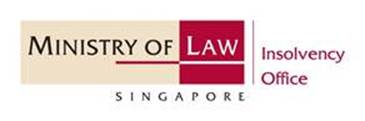 MINISTRY OF LAW
Insolvency
Office
SINGAPORE